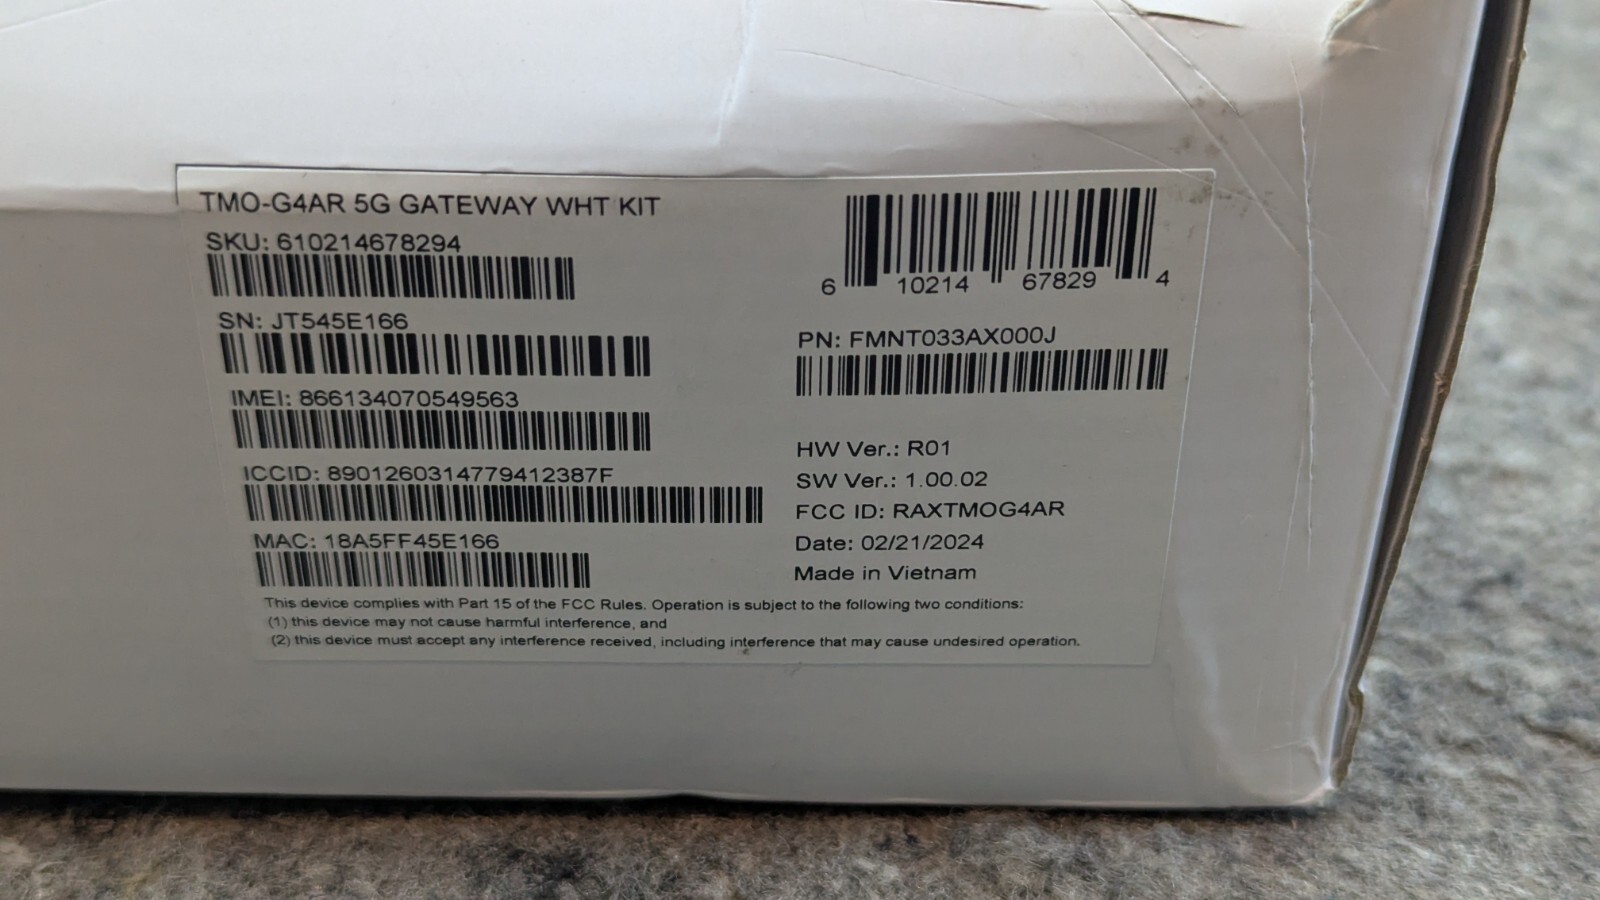 TMO-G4AR 5G GATEWAY WHT KIT
SKU: 610214678294
SN: JT545E166
IMEI: 866134070549563
ICCID: 8901260314779412387F
MAC: 18A5FF45E166
6 10214 67829 4
PN: FMNT033AX000J
HW Ver.: R01
SW Ver.: 1.00.02
FCC ID: RAXTMOG4AR
Date: 02/21/2024
Made in Vietnam
This device complies with Part 15 of the FCC Rules. Operation is subject to the following two conditions:
(1) this device may not cause harmful interference, and
(2) this device must accept any interference received, including interference that may cause undesired operation.